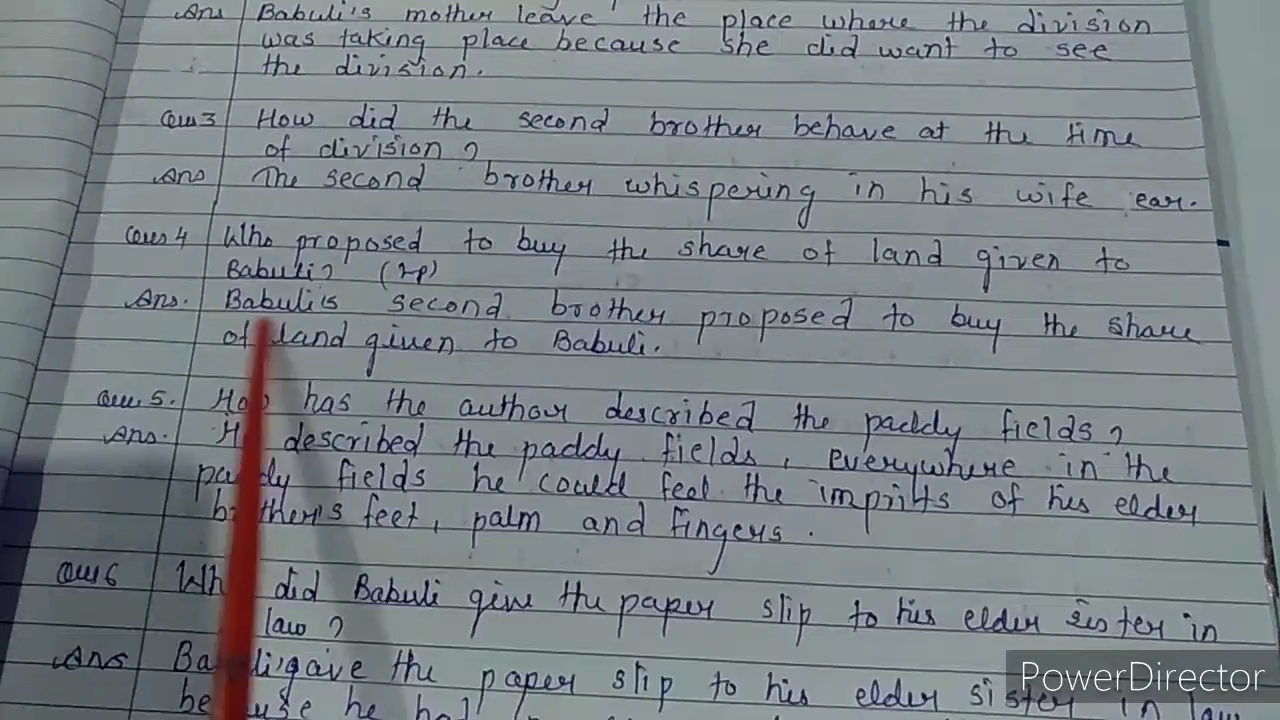 Ans Babuli's mother leave the place where the division
was taking place because she did want to see
the division.
Ques3 How did the second brother behave at the time
of division?
Ans The second brother whispering in his wife ear.
Ques4 Who proposed to buy the share of land given to
Babuli?
Ans. Babuli's second brother proposed to buy the share
of land given to Babuli.
Ques5. How has the author described the paddy fields?
Ans. described the paddy fields, everywhere in the
paddy fields he could feel the imprints of his elder
brother's feet, palm and fingers.
Ques6 did Babuli give the paper slip to his elder sister in
law?
Ans Babuli gave the paper slip to his elder sister in law
because he
PowerDirector